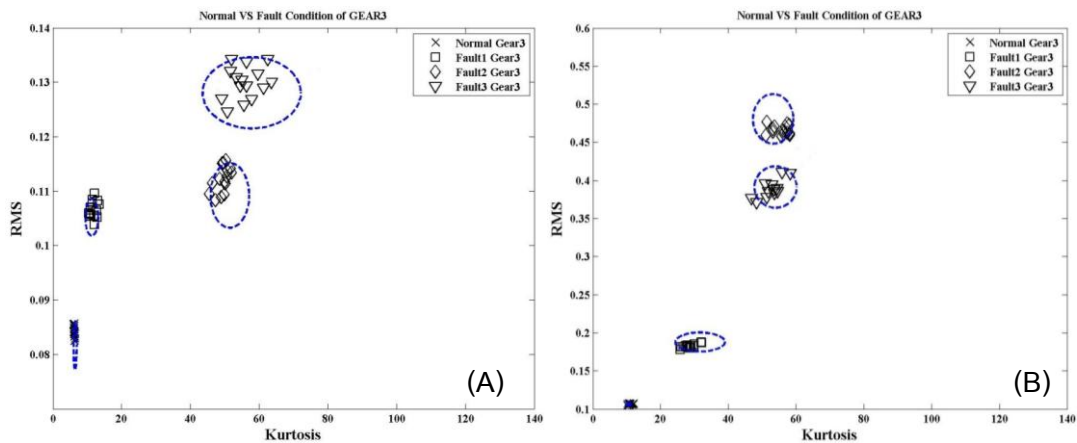 Normal VS Fault Condition of GEAR3
0.14
0.13
0.12
0.11
0.1
0.09
0.08
RMS
Normal Gear3
Fault1 Gear3
Fault2 Gear3
Fault3 Gear3
(A)
0 20 40 60 80 100 120 140
Kurtosis
Normal VS Fault Condition of GEAR3
0.6
0.55
0.5
0.45
0.4
0.35
0.3
0.25
0.2
0.15
0.1
RMS
Normal Gear3
Fault1 Gear3
Fault2 Gear3
Fault3 Gear3
(B)
0 20 40 60 80 100 120 140
Kurtosis